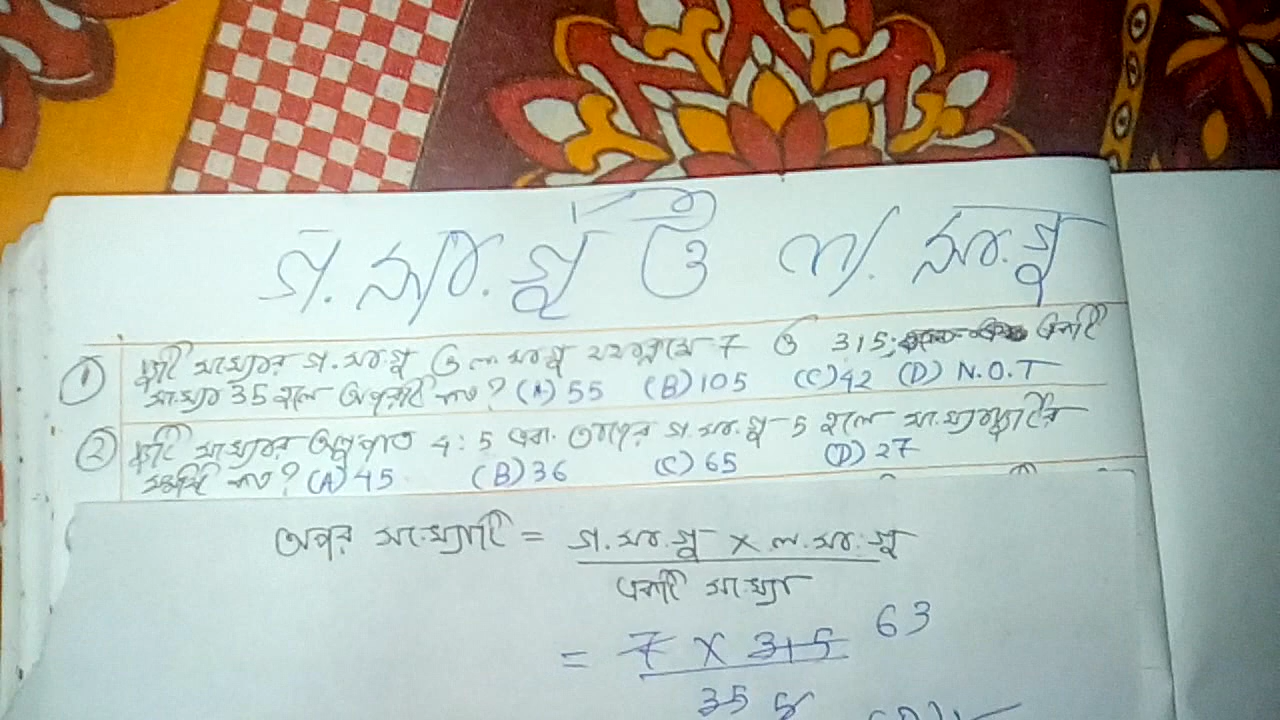 গ. সা. গু ও ল. সা. গু
① দুটি সংখ্যার গ. সা. গু ও ল. সা. গু যথাক্রমে 7 ও 315; একটি
সংখ্যা 35 হলে অপরটি কত? (A) 55 (B) 105 (C) 42 (D) N.O.T
② দুটি সংখ্যার অনুপাত 4 : 5 এবং তাদের গ. সা. গু 5 হলে সংখ্যাদুটির
সমষ্টি কত? (A) 45 (B) 36 (C) 65 (D) 27
অপর সংখ্যাটি = গ. সা. গু × ল. সা. গু
একটি সংখ্যা
= 7 × 315 63
35 5